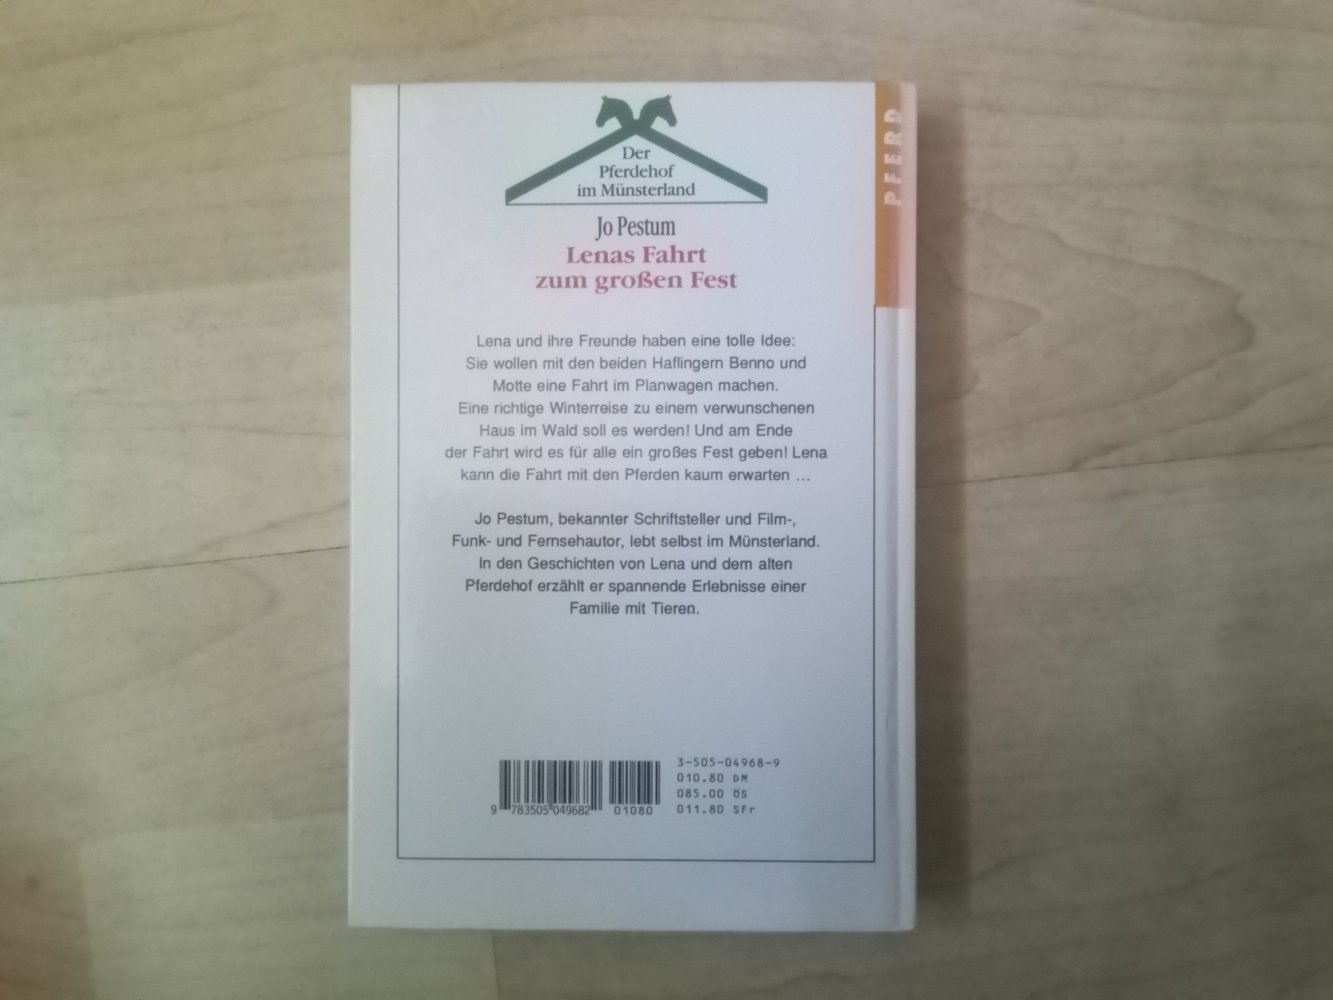 Der
Pferdehof
im Münsterland
Jo Pestum
Lenas Fahrt
zum großen Fest
Lena und ihre Freunde haben eine tolle Idee:
Sie wollen mit den beiden Haflingern Benno und
Motte eine Fahrt im Planwagen machen.
Eine richtige Winterreise zu einem verwunschenen
Haus im Wald soll es werden! Und am Ende
der Fahrt wird es für alle ein großes Fest geben! Lena
kann die Fahrt mit den Pferden kaum erwarten ...
Jo Pestum, bekannter Schriftsteller und Film-,
Funk- und Fernsehautor, lebt selbst im Münsterland.
In den Geschichten von Lena und dem alten
Pferdehof erzählt er spannende Erlebnisse einer
Familie mit Tieren.
3-505-04968-9
010.80 DM
085.00 ÖS
011.80 SFr
9 783505 049682 01080
PFERD